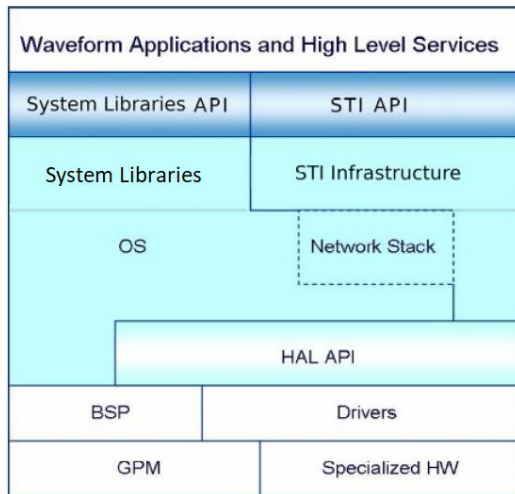 Waveform Applications and High Level Services
System Libraries API
STI API
System Libraries
STI Infrastructure
OS
Network Stack
HAL API
BSP
Drivers
GPM
Specialized HW